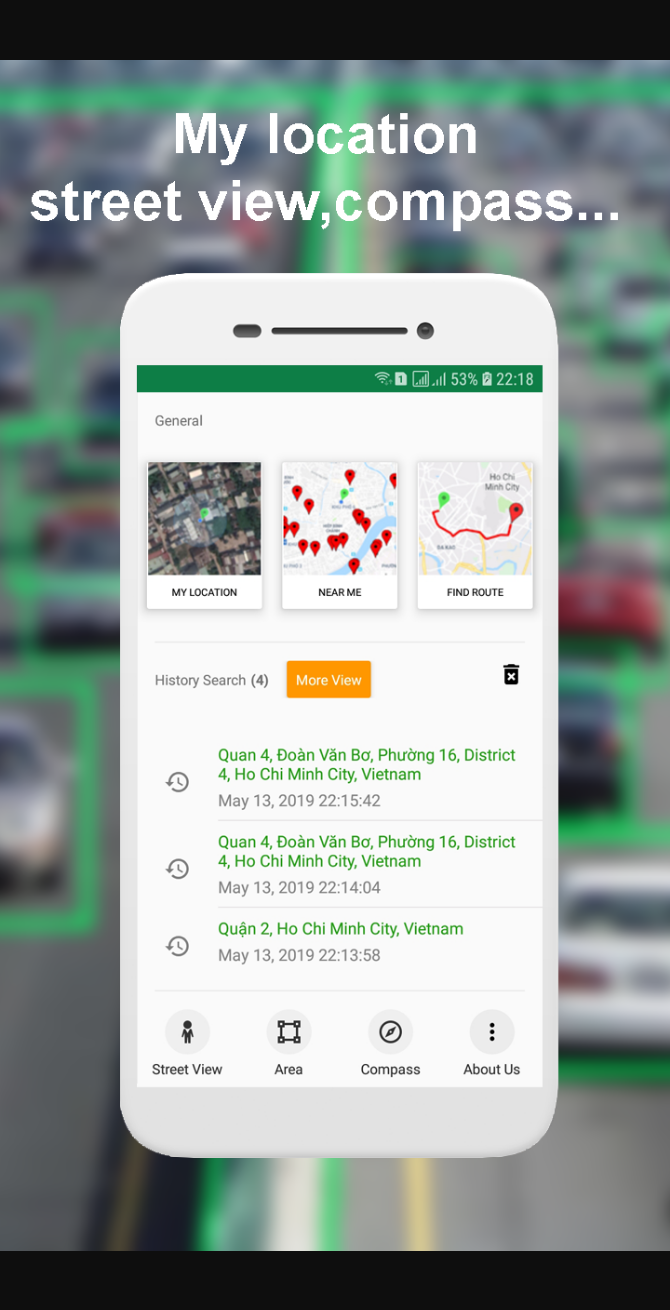 My location
street view,compass...
1 53% 22:18
General
Ho Chi
Minh City
ĐA KAO
MY LOCATION
NEAR ME
FIND ROUTE
History Search (4)
More View
Quan 4, Đoàn Văn Bơ, Phường 16, District
4, Ho Chi Minh City, Vietnam
May 13, 2019 22:15:42
Quan 4, Đoàn Văn Bơ, Phường 16, District
4, Ho Chi Minh City, Vietnam
May 13, 2019 22:14:04
Quận 2, Ho Chi Minh City, Vietnam
May 13, 2019 22:13:58
Street View
Area
Compass
About Us